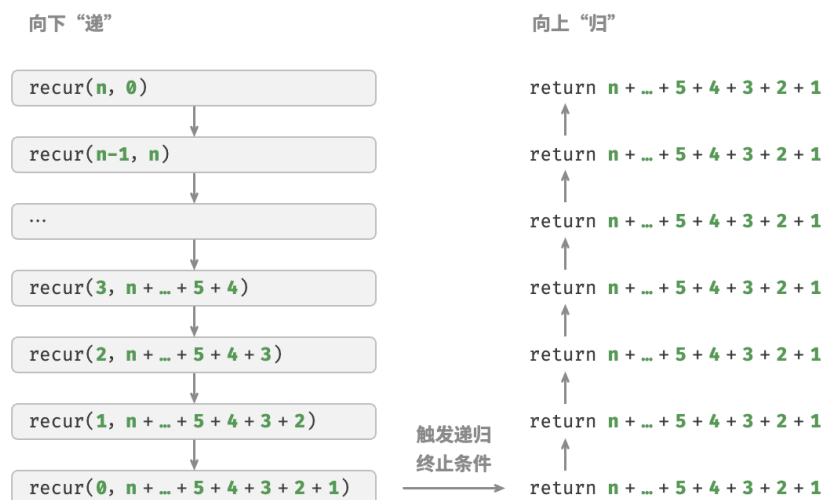 向下“递”
recur(n, 0)
recur(n-1, n)
…
recur(3, n + … + 5 + 4)
recur(2, n + … + 5 + 4 + 3)
recur(1, n + … + 5 + 4 + 3 + 2)
recur(0, n + … + 5 + 4 + 3 + 2 + 1)
触发递归
终止条件
向上“归”
return n + … + 5 + 4 + 3 + 2 + 1
return n + … + 5 + 4 + 3 + 2 + 1
return n + … + 5 + 4 + 3 + 2 + 1
return n + … + 5 + 4 + 3 + 2 + 1
return n + … + 5 + 4 + 3 + 2 + 1
return n + … + 5 + 4 + 3 + 2 + 1
return n + … + 5 + 4 + 3 + 2 + 1